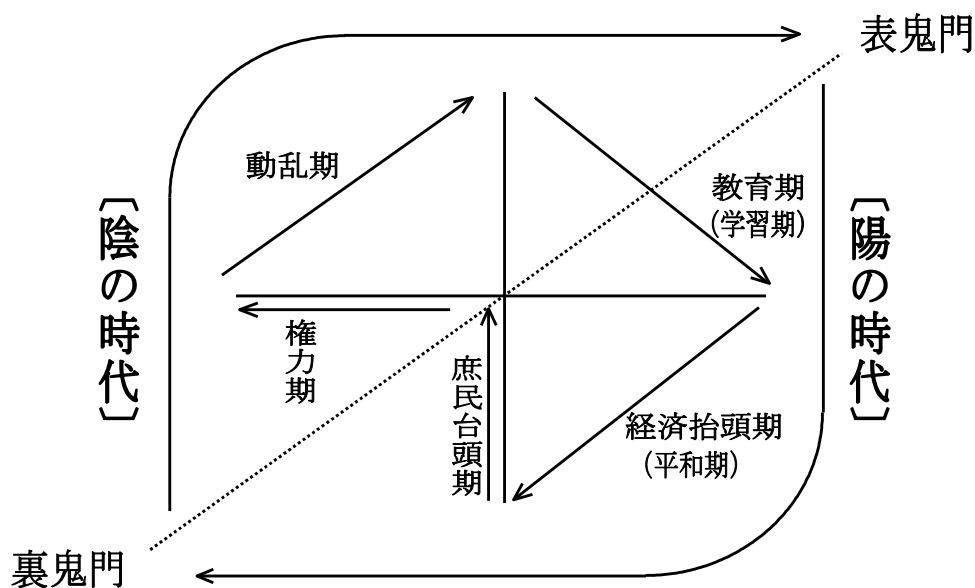 表鬼門
動乱期
教育期
（学習期）
〔陰の時代〕
〔陽の時代〕
権力期
庶民台頭期
経済抬頭期
（平和期）
裏鬼門